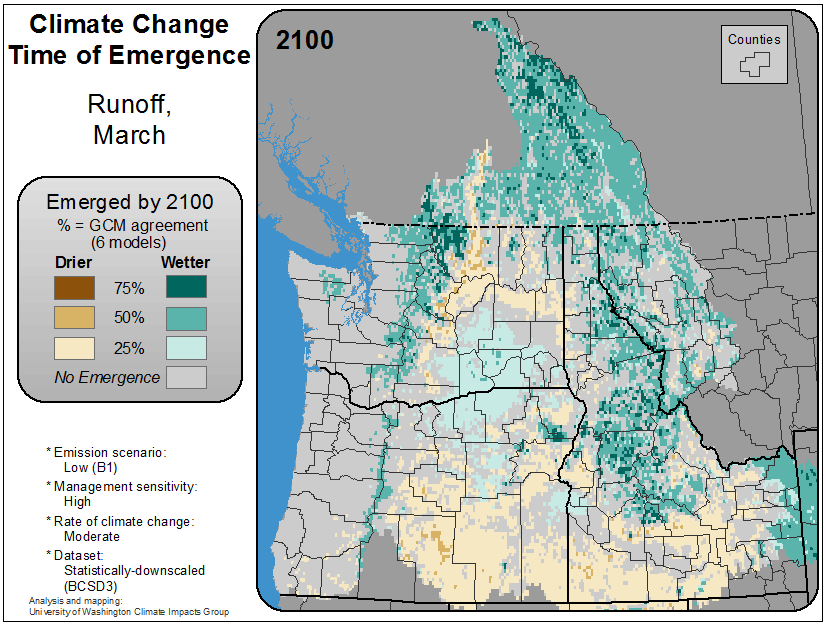 Climate Change
Time of Emergence
Runoff,
March
Emerged by 2100
% = GCM agreement
(6 models)
Drier Wetter
75%
50%
25%
No Emergence
* Emission scenario:
Low (B1)
* Management sensitivity:
High
* Rate of climate change:
Moderate
* Dataset:
Statistically-downscaled
(BCSD3)
Analysis and mapping:
University of Washington Climate Impacts Group
2100
Counties